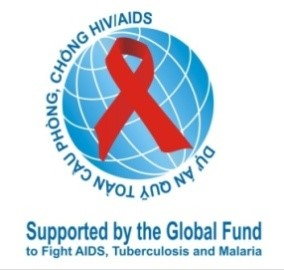 DỰ ÁN QUỸ TOÀN CẦU PHÒNG, CHỐNG HIV/AIDS
Supported by the Global Fund
to Fight AIDS, Tuberculosis and Malaria